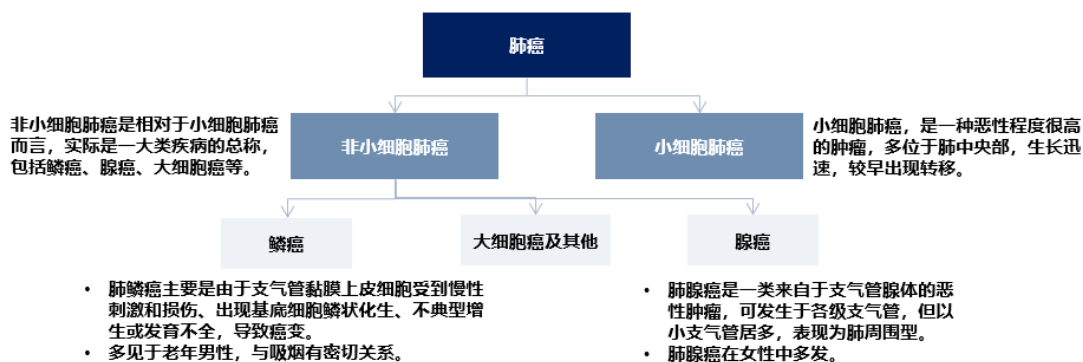 肺癌
非小细胞肺癌是相对于小细胞肺癌
而言，实际是一大类疾病的总称，
包括鳞癌、腺癌、大细胞癌等。
非小细胞肺癌
小细胞肺癌
小细胞肺癌，是一种恶性程度很高
的肿瘤，多位于肺中央部，生长迅
速，较早出现转移。
鳞癌
大细胞癌及其他
腺癌
• 肺鳞癌主要是由于支气管黏膜上皮细胞受到慢性
刺激和损伤、出现基底细胞鳞状化生、不典型增
生或发育不全，导致癌变。
• 多见于老年男性，与吸烟有密切关系。
• 肺腺癌是一类来自于支气管腺体的恶
性肿瘤，可发生于各级支气管，但以
小支气管居多，表现为肺周围型。
• 肺腺癌在女性中多发。